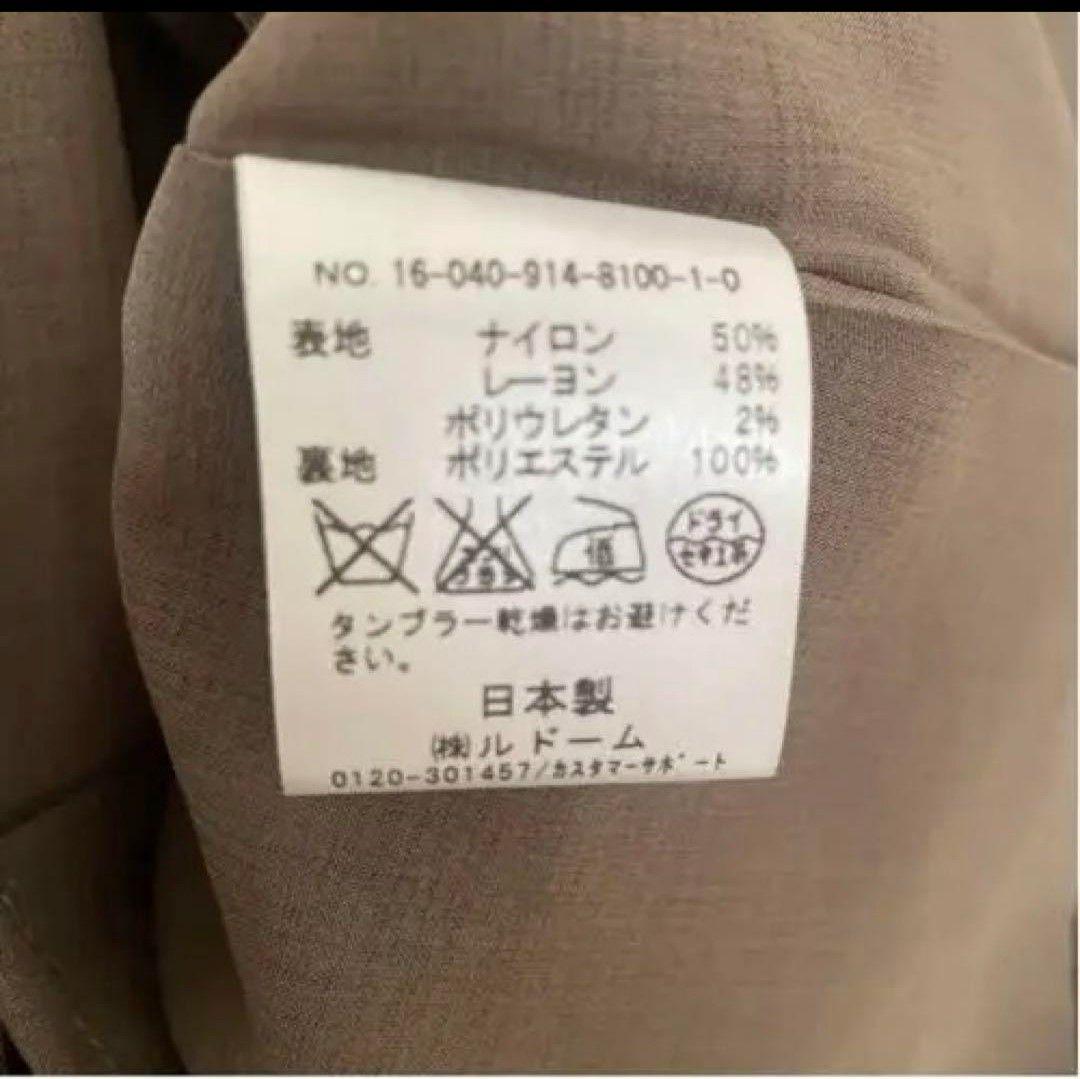 NO. 16-040-914-8100-1-0
表地 ナイロン 50%
レーヨン 48%
ポリウレタン 2%
裏地 ポリエステル 100%
低 ドライ
タンブラー乾燥はお避けくだ
さい。
日本製
㈱ルドーム
0120-301457/カスタマーサポート